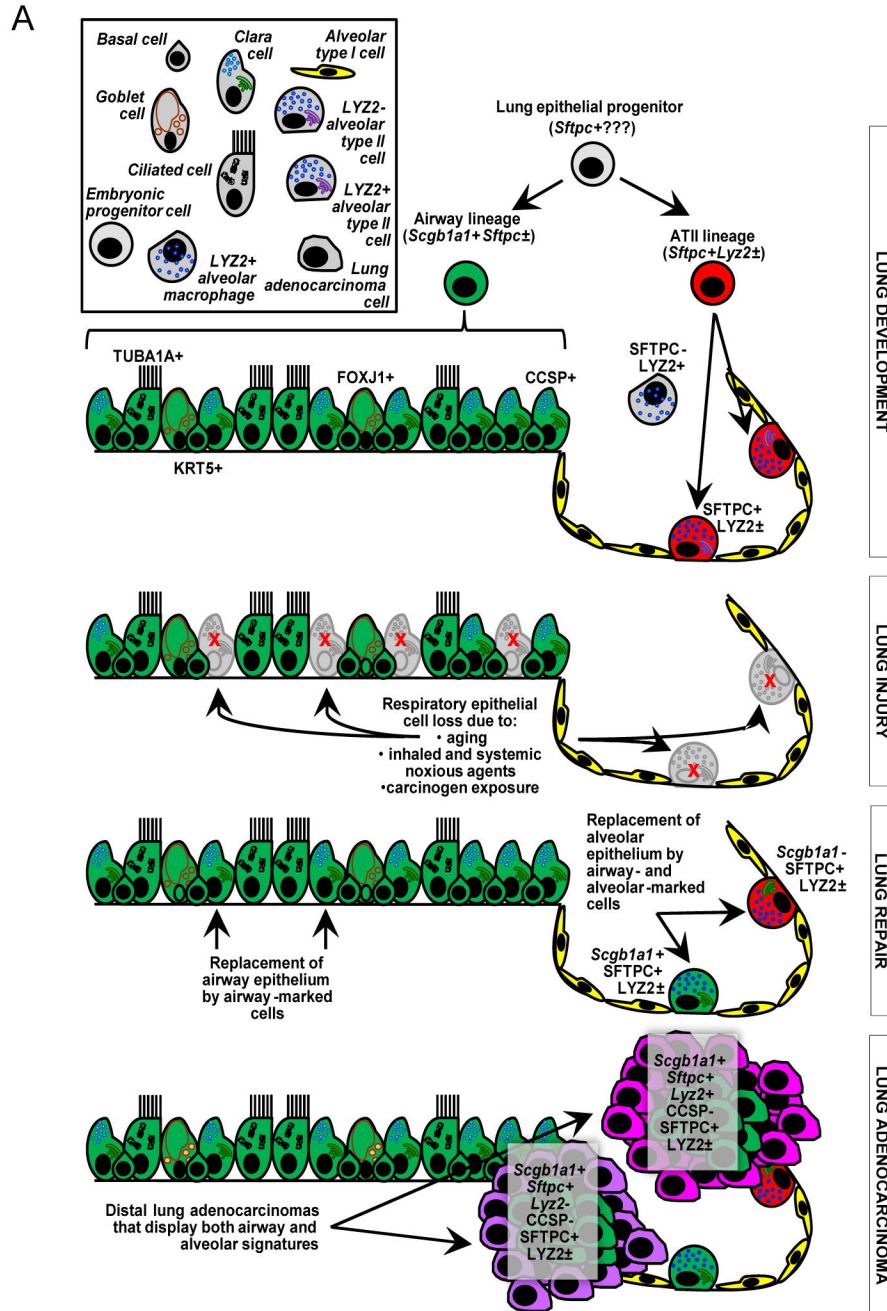 A
Basal cell
Clara
cell
Alveolar
type I cell
Goblet
cell
LYZ2-
alveolar
type II
cell
Ciliated cell
LYZ2+
alveolar
type II
cell
Embryonic
progenitor cell
LYZ2+
alveolar
macrophage
Lung
adenocarcinoma
cell
Lung epithelial progenitor
(Sftpc+???)
Airway lineage
(Scgb1a1+Sftpc±)
ATII lineage
(Sftpc+Lyz2±)
TUBA1A+
FOXJ1+
CCSP+
KRT5+
SFTPC-
LYZ2+
SFTPC+
LYZ2±
LUNG DEVELOPMENT
X X X X
X
X
Respiratory epithelial
cell loss due to:
• aging
• inhaled and systemic
noxious agents
•carcinogen exposure
LUNG INJURY
Replacement of
alveolar
epithelium by
airway- and
alveolar-marked
cells
Scgb1a1-
SFTPC+
LYZ2±
Scgb1a1+
SFTPC+
LYZ2±
Replacement of
airway epithelium
by airway-marked
cells
LUNG REPAIR
Scgb1a1+
Sftpc+
Lyz2+
CCSP-
SFTPC+
LYZ2±
Scgb1a1+
Sftpc+
Lyz2-
CCSP-
SFTPC+
LYZ2±
Distal lung adenocarcinomas
that display both airway and
alveolar signatures
LUNG ADENOCARCINOMA